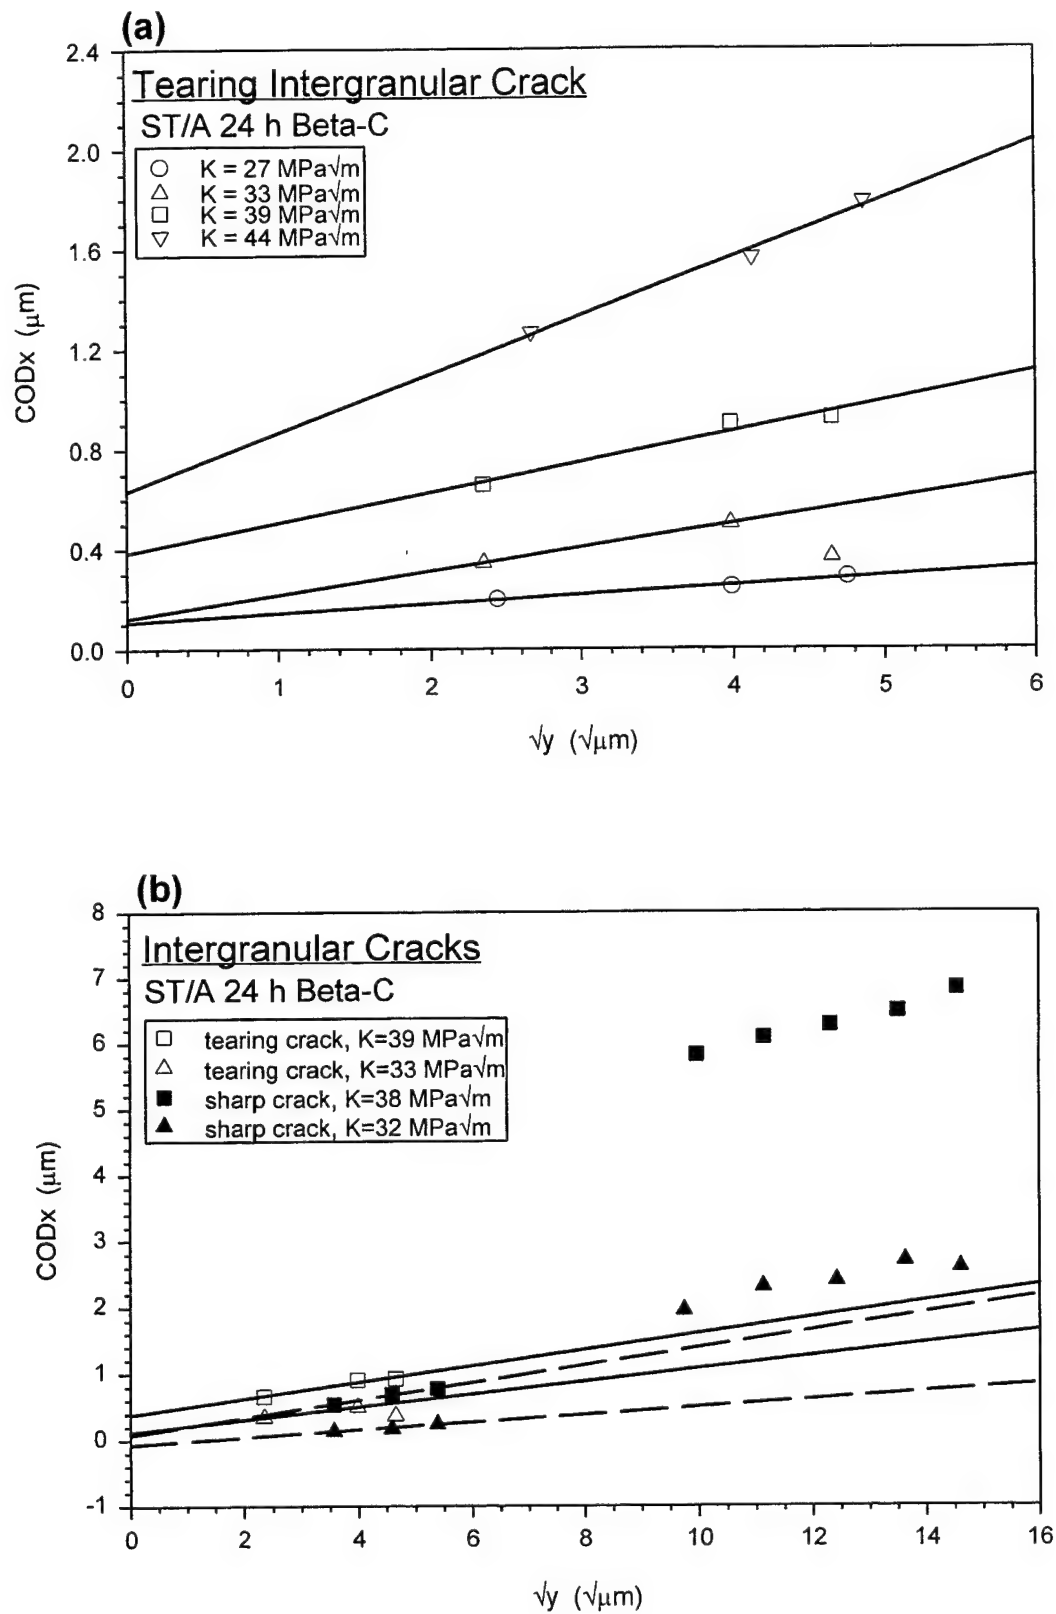 (a)
Tearing Intergranular Crack
ST/A 24 h Beta-C
K = 27 MPa√m
K = 33 MPa√m
K = 39 MPa√m
K = 44 MPa√m
2.4
2.0
1.6
1.2
0.8
0.4
0.0
CODx (μm)
0 1 2 3 4 5 6
√y (√μm)
(b)
Intergranular Cracks
ST/A 24 h Beta-C
tearing crack, K=39 MPa√m
tearing crack, K=33 MPa√m
sharp crack, K=38 MPa√m
sharp crack, K=32 MPa√m
8
7
6
5
4
3
2
1
0
-1
CODx (μm)
0 2 4 6 8 10 12 14 16
√y (√μm)